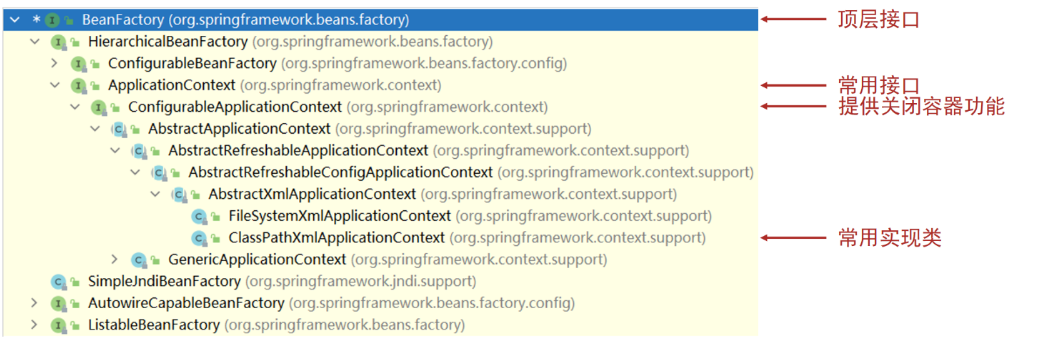 * BeanFactory (org.springframework.beans.factory) 顶层接口
HierarchicalBeanFactory (org.springframework.beans.factory)
ConfigurableBeanFactory (org.springframework.beans.factory.config)
ApplicationContext (org.springframework.context) 常用接口
ConfigurableApplicationContext (org.springframework.context) 提供关闭容器功能
AbstractApplicationContext (org.springframework.context.support)
AbstractRefreshableApplicationContext (org.springframework.context.support)
AbstractRefreshableConfigApplicationContext (org.springframework.context.support)
AbstractXmlApplicationContext (org.springframework.context.support)
FileSystemXmlApplicationContext (org.springframework.context.support)
ClassPathXmlApplicationContext (org.springframework.context.support) 常用实现类
GenericApplicationContext (org.springframework.context.support)
SimpleJndiBeanFactory (org.springframework.jndi.support)
AutowireCapableBeanFactory (org.springframework.beans.factory.config)
ListableBeanFactory (org.springframework.beans.factory)